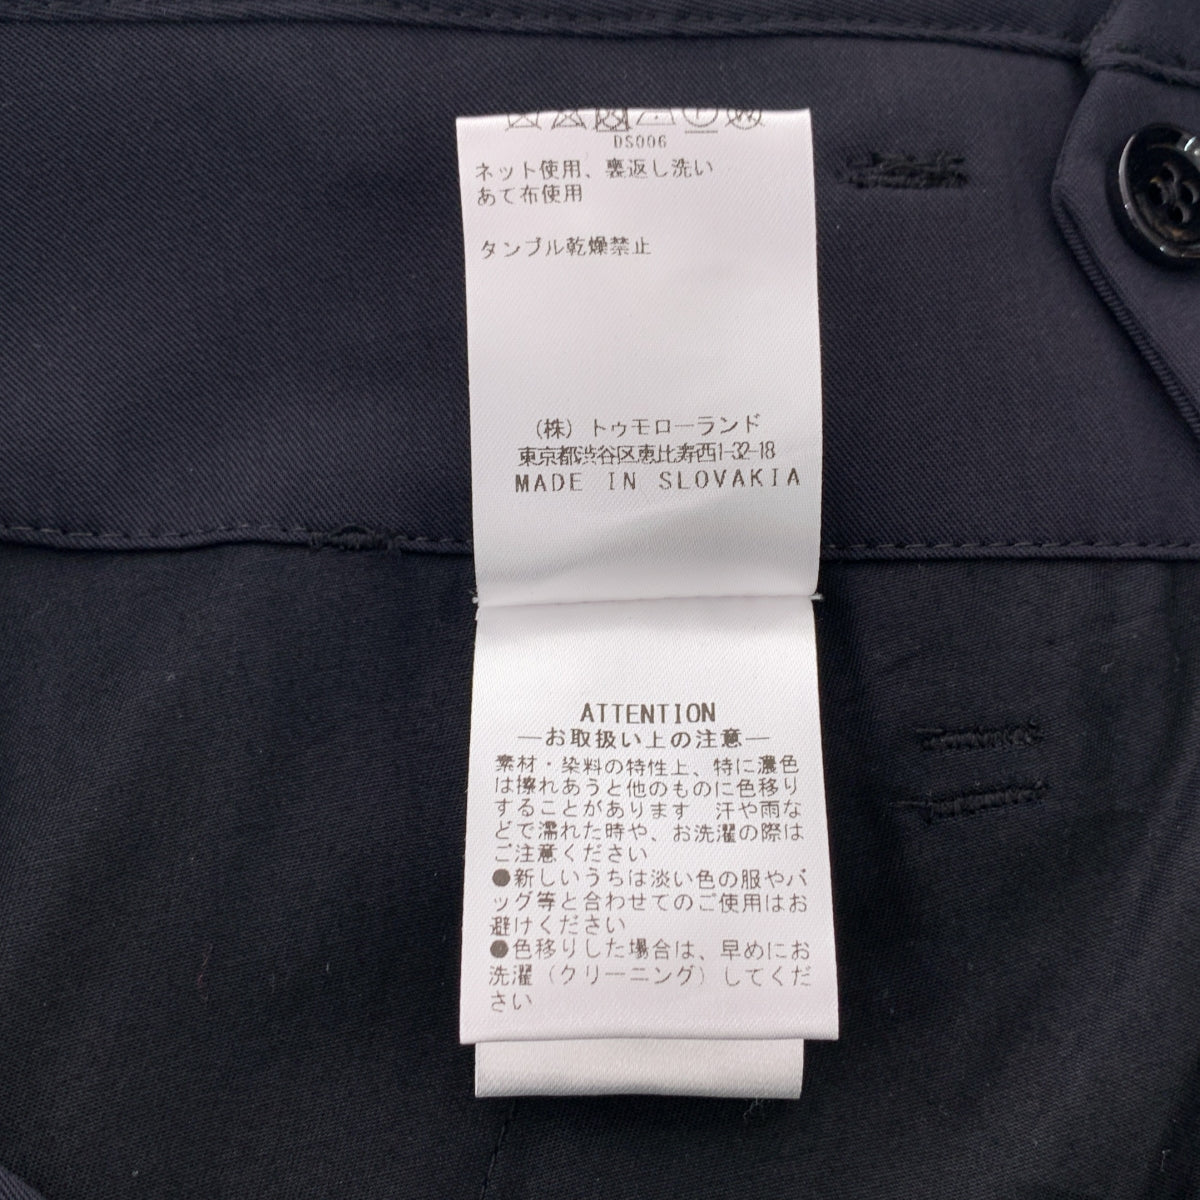 DS006
ネット使用、裏返し洗い
あて布使用
タンブル乾燥禁止
(株) トゥモローランド
東京都渋谷区恵比寿西1-32-18
MADE IN SLOVAKIA
ATTENTION
―お取扱い上の注意―
素材・染料の特性上、特に濃色
は擦れあうと他のものに色移り
することがあります 汗や雨な
どで濡れた時や、お洗濯の際は
ご注意ください
●新しいうちは淡い色の服やバ
ッグ等と合わせてのご使用はお
避けください
●色移りした場合は、早めにお
洗濯(クリーニング)してくだ
さい